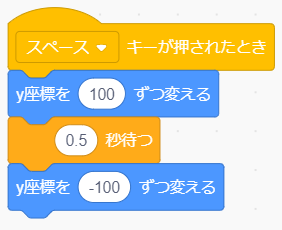 スペース キーが押されたとき
y座標を 100 ずつ変える
0.5 秒待つ
y座標を -100 ずつ変える